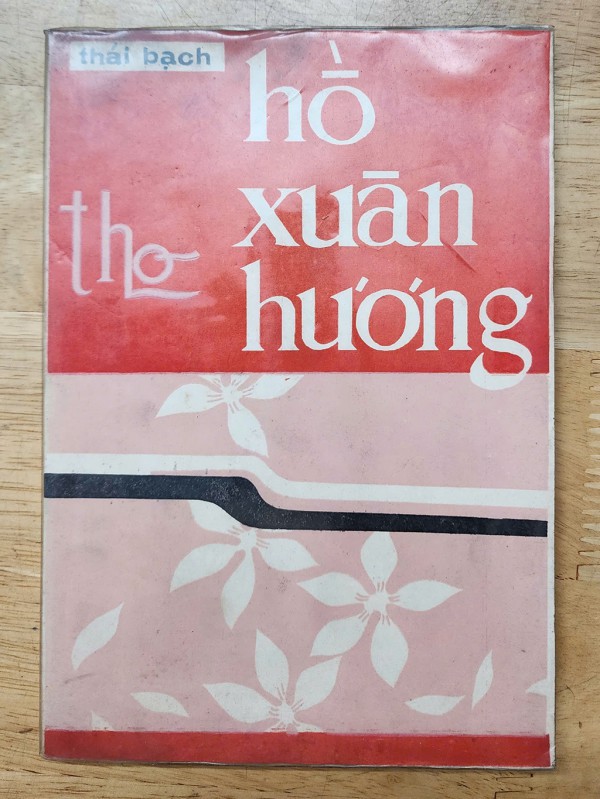 thái bạch
thơ
hồ
xuân
hương